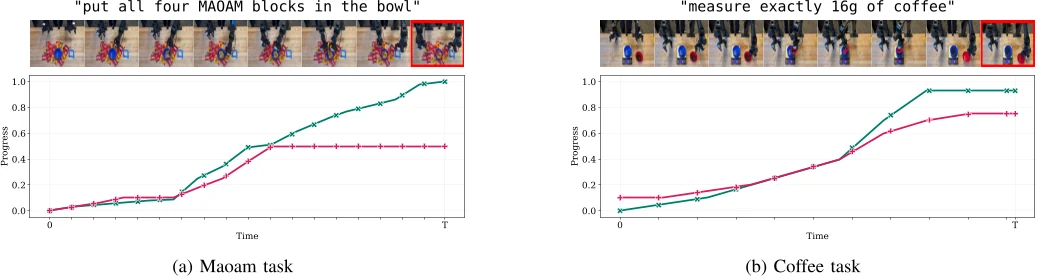 "put all four MAOAM blocks in the bowl"
1.0
0.8
0.6
0.4
0.2
0.0
Progress
0
T
Time
(a) Maoam task
"measure exactly 16g of coffee"
1.0
0.8
0.6
0.4
0.2
0.0
Progress
0
T
Time
(b) Coffee task